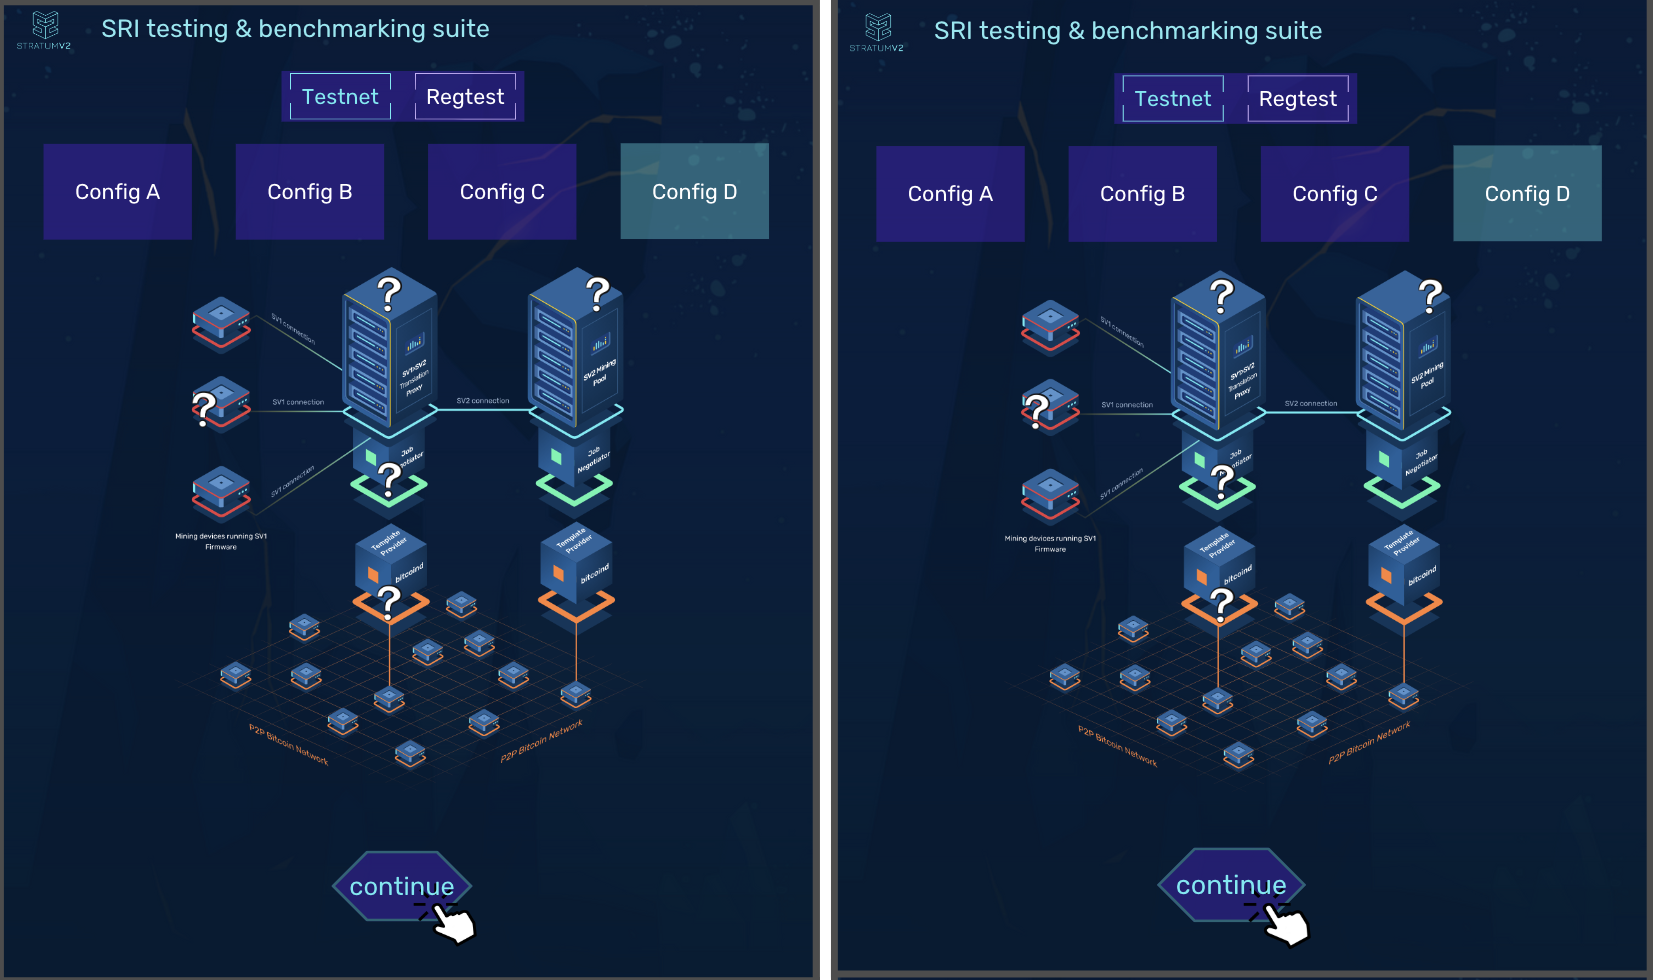 STRATUMV2
SRI testing & benchmarking suite
Testnet
Regtest
Config A
Config B
Config C
Config D
?
?
SV1 connection
SV1>SV2
Translation
Proxy
SV2 Mining
Pool
?
SV1 connection
SV2 connection
Job
Negotiator
Job
Negotiator
?
SV1 connection
Mining devices running SV1
Firmware
Template
Provider
bitcoind
Template
Provider
bitcoind
?
P2P Bitcoin Network
P2P Bitcoin Network
continue
STRATUMV2
SRI testing & benchmarking suite
Testnet
Regtest
Config A
Config B
Config C
Config D
?
?
SV1 connection
SV1>SV2
Translation
Proxy
SV2 Mining
Pool
?
SV1 connection
SV2 connection
Job
Negotiator
Job
Negotiator
?
SV1 connection
Mining devices running SV1
Firmware
Template
Provider
bitcoind
Template
Provider
bitcoind
?
P2P Bitcoin Network
P2P Bitcoin Network
continue